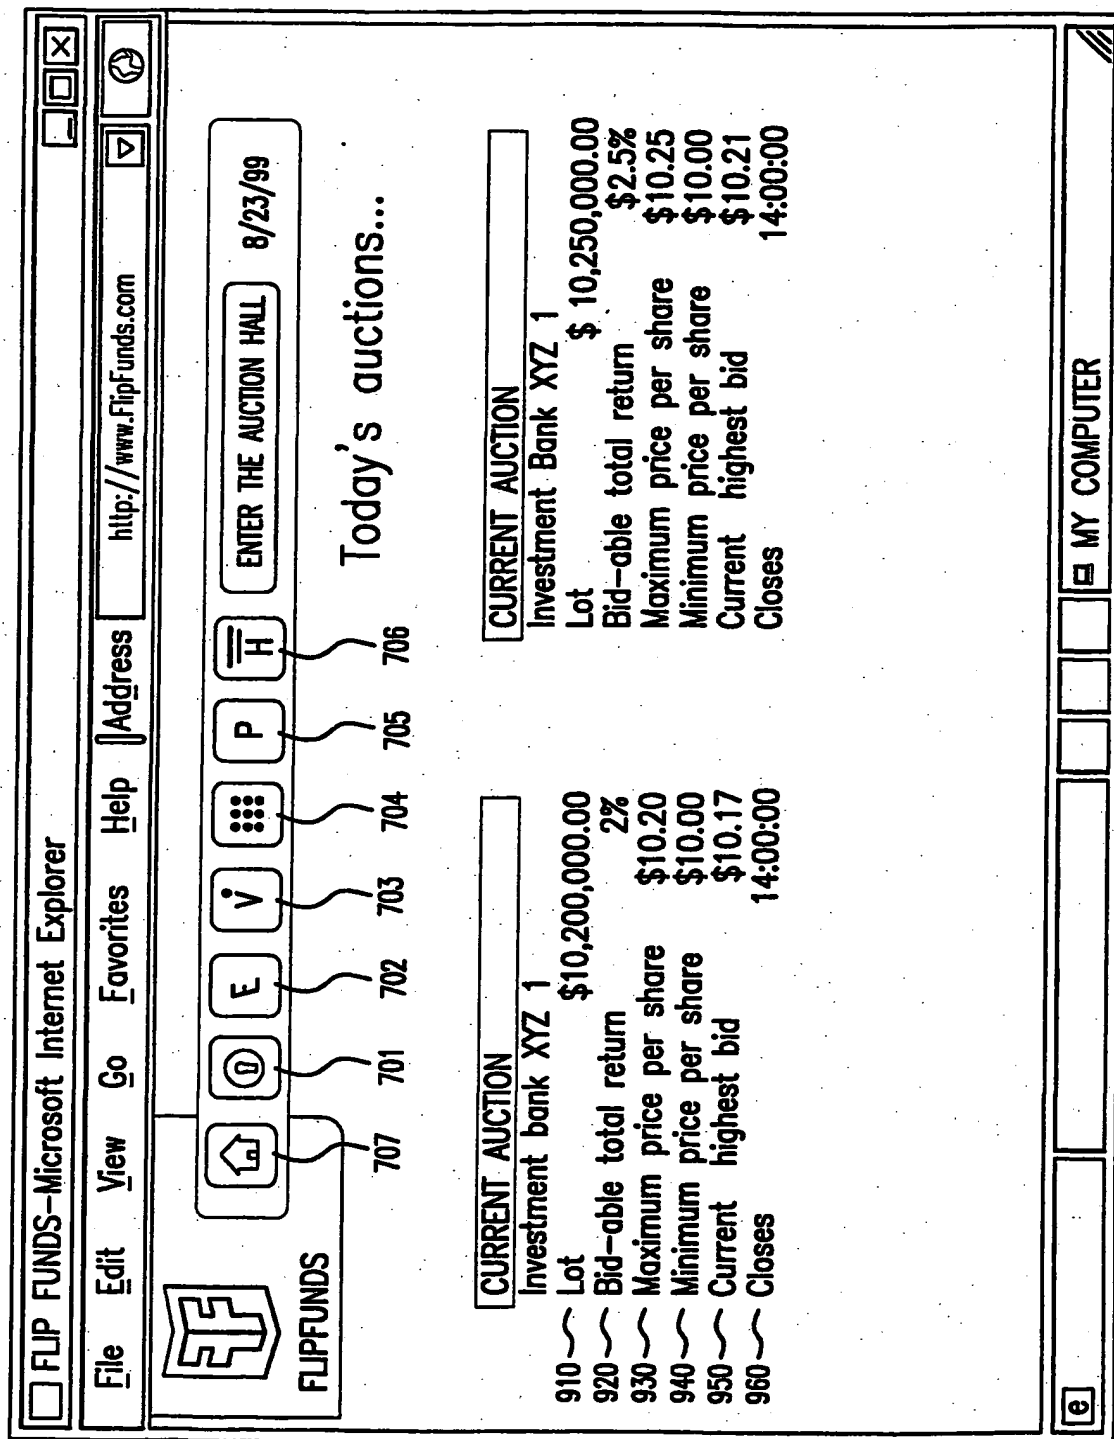 FLIP FUNDS-Microsoft Internet Explorer
File Edit View Go Favorites Help Address http://www.FlipFunds.com
FLIPFUNDS
E V P H ENTER THE AUCTION HALL 8/23/99
707 701 702 703 704 705 706
Today's auctions...
CURRENT AUCTION
Investment bank XYZ 1
910 Lot $10,200,000.00
920 Bid-able total return 2%
930 Maximum price per share $10.20
940 Minimum price per share $10.00
950 Current highest bid $10.17
960 Closes 14:00:00
CURRENT AUCTION
Investment Bank XYZ 1
Lot $ 10,250,000.00
Bid-able total return $2.5%
Maximum price per share $10.25
Minimum price per share $10.00
Current highest bid $10.21
Closes 14:00:00
e MY COMPUTER